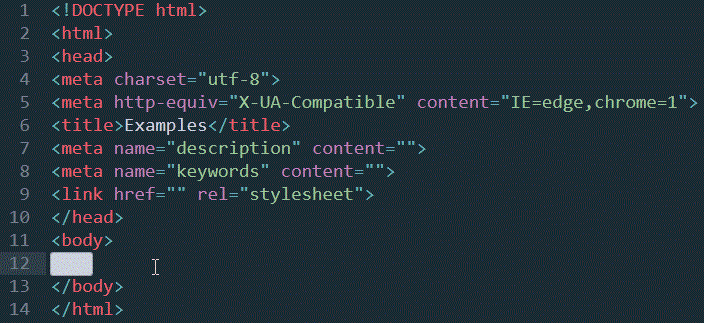 1 <!DOCTYPE html>
2 <html>
3 <head>
4 <meta charset="utf-8">
5 <meta http-equiv="X-UA-Compatible" content="IE=edge,chrome=1">
6 <title>Examples</title>
7 <meta name="description" content="">
8 <meta name="keywords" content="">
9 <link href="" rel="stylesheet">
10 </head>
11 <body>
12
13 </body>
14 </html>